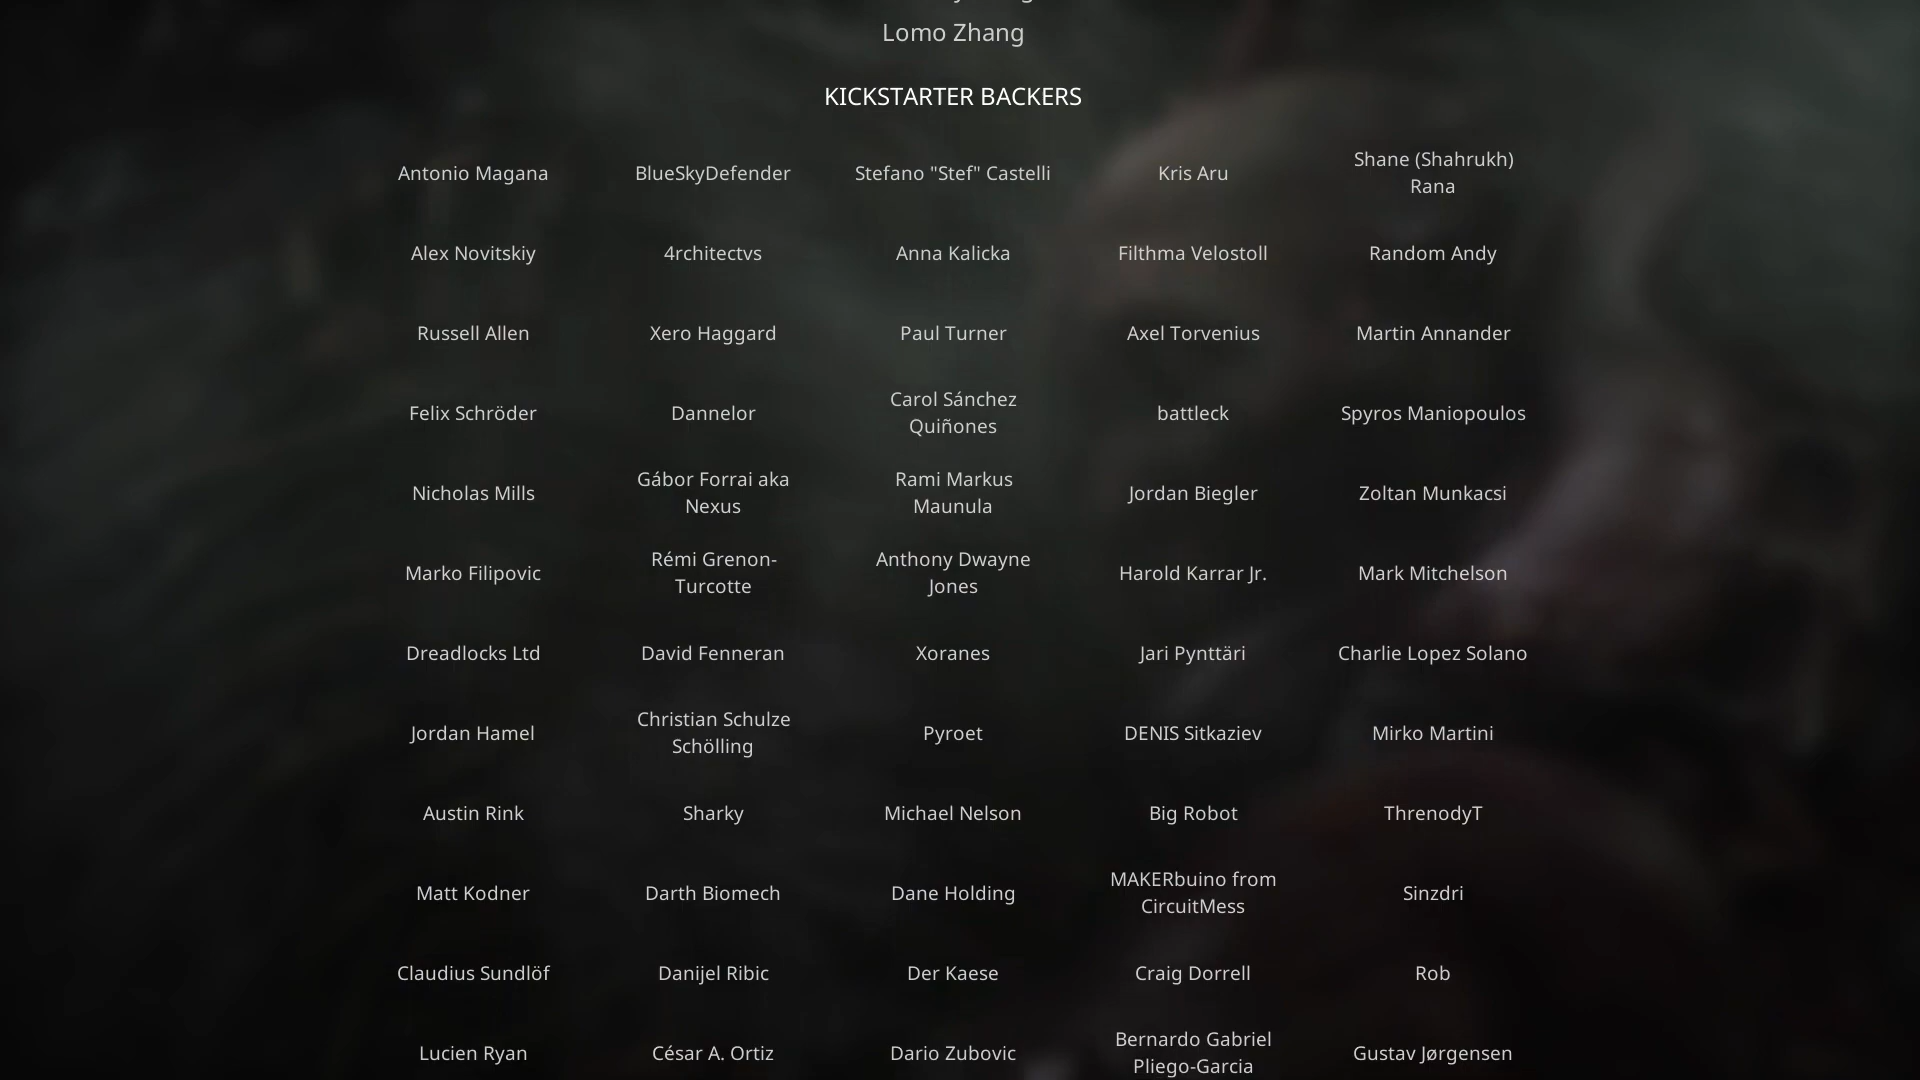 Lomo Zhang
KICKSTARTER BACKERS
Antonio Magana
BlueSkyDefender
Stefano "Stef" Castelli
Kris Aru
Shane (Shahrukh)
Rana
Alex Novitskiy
4rchitectvs
Anna Kalicka
Filthma Velostoll
Random Andy
Russell Allen
Xero Haggard
Paul Turner
Axel Torvenius
Martin Annander
Felix Schröder
Dannelor
Carol Sánchez
Quiñones
battleck
Spyros Maniopoulos
Nicholas Mills
Gábor Forrai aka
Nexus
Rami Markus
Maunula
Jordan Biegler
Zoltan Munkacsi
Marko Filipovic
Rémi Grenon-
Turcotte
Anthony Dwayne
Jones
Harold Karrar Jr.
Mark Mitchelson
Dreadlocks Ltd
David Fenneran
Xoranes
Jari Pynttäri
Charlie Lopez Solano
Jordan Hamel
Christian Schulze
Schölling
Pyroet
DENIS Sitkaziev
Mirko Martini
Austin Rink
Sharky
Michael Nelson
Big Robot
ThrenodyT
Matt Kodner
Darth Biomech
Dane Holding
MAKERbuino from
CircuitMess
Sinzdri
Claudius Sundlöf
Danijel Ribic
Der Kaese
Craig Dorrell
Rob
Lucien Ryan
César A. Ortiz
Dario Zubovic
Bernardo Gabriel
Pliego-Garcia
Gustav Jørgensen